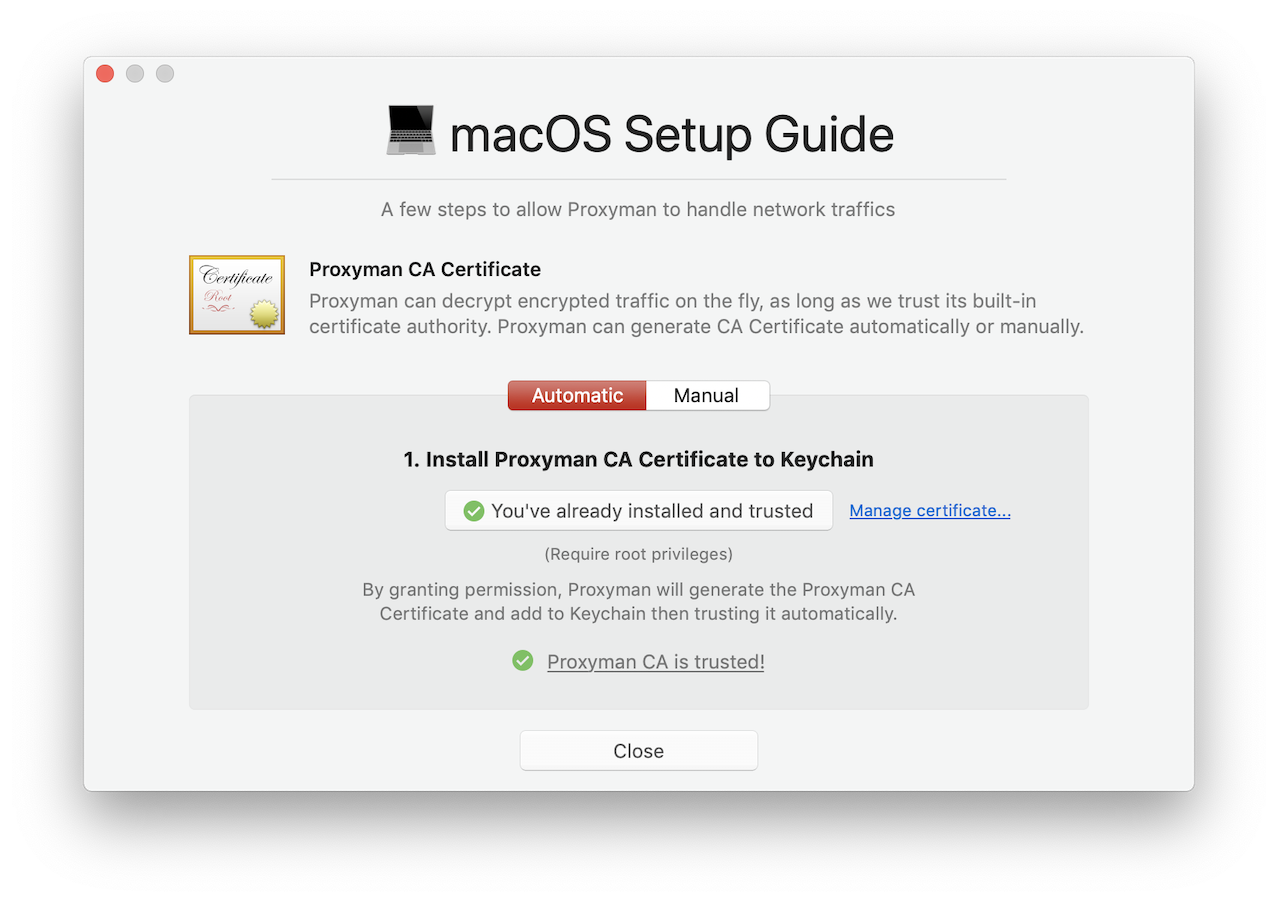 macOS Setup Guide
A few steps to allow Proxyman to handle network traffics
Certificate
Root
Proxyman CA Certificate
Proxyman can decrypt encrypted traffic on the fly, as long as we trust its built-in
certificate authority. Proxyman can generate CA Certificate automatically or manually.
Automatic Manual
1. Install Proxyman CA Certificate to Keychain
You've already installed and trusted Manage certificate...
(Require root privileges)
By granting permission, Proxyman will generate the Proxyman CA
Certificate and add to Keychain then trusting it automatically.
Proxyman CA is trusted!
Close